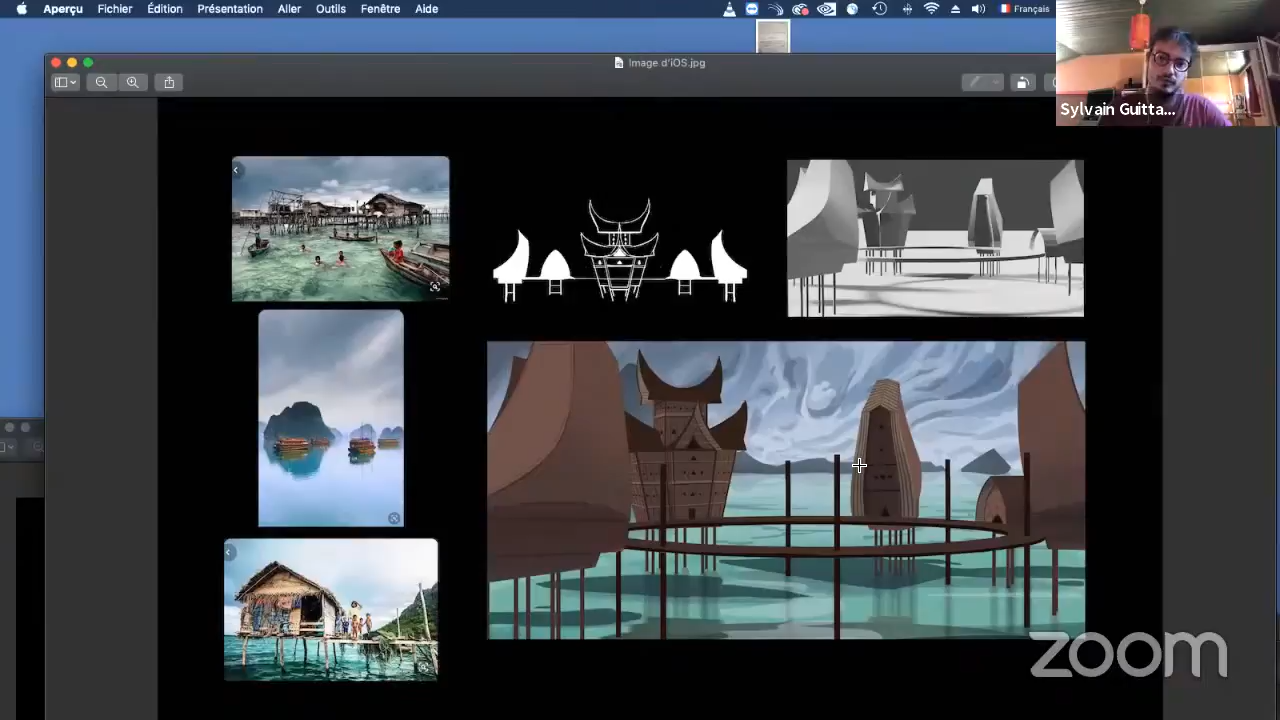 Aperçu Fichier Édition Présentation Aller Outils Fenêtre Aide Français
Image d'iOS.jpg
Sylvain Guitta...
zoom